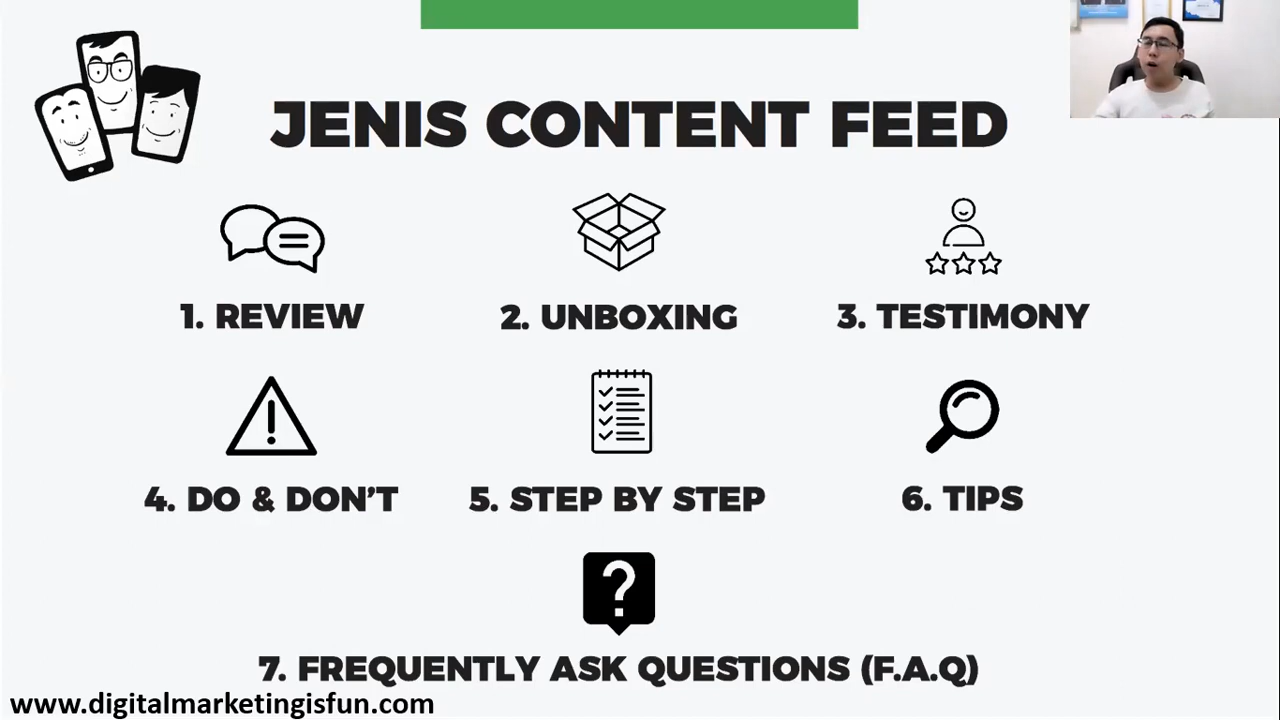 JENIS CONTENT FEED
1. REVIEW
2. UNBOXING
3. TESTIMONY
4. DO & DON'T
5. STEP BY STEP
6. TIPS
7. FREQUENTLY ASK QUESTIONS (F.A.Q)
www.digitalmarketingisfun.com